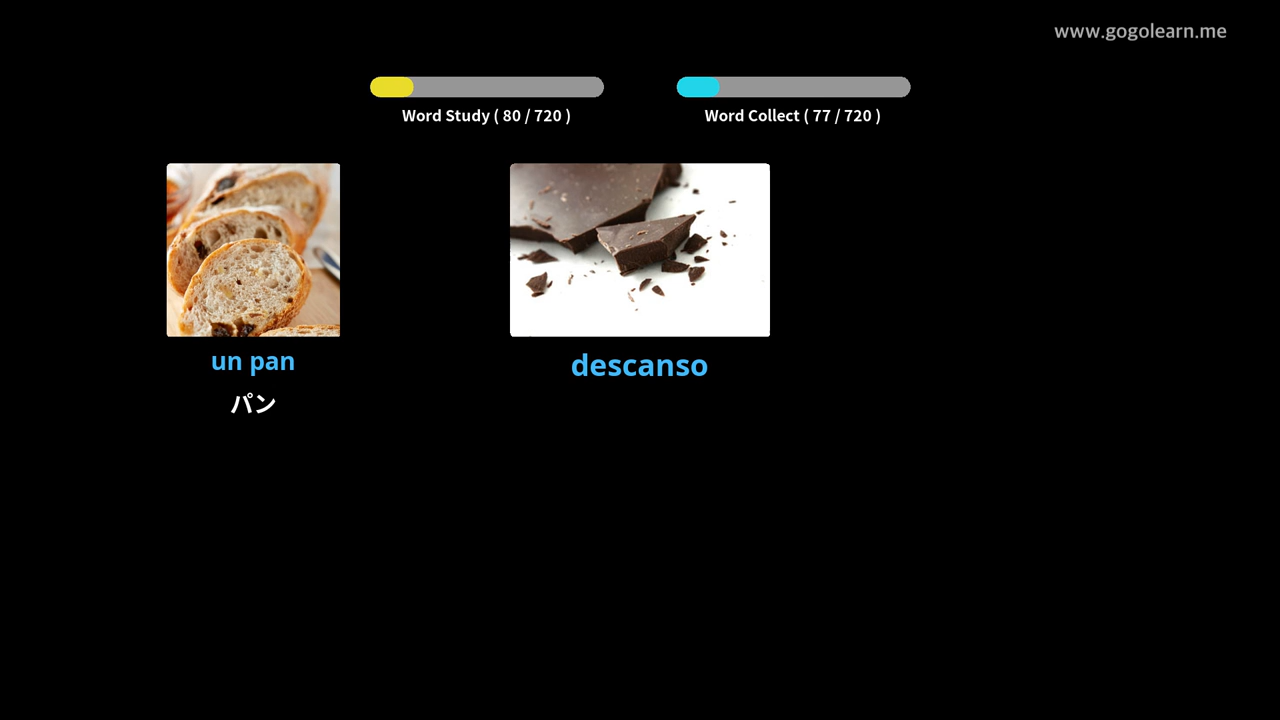 www.gogolearn.me
Word Study ( 80 / 720 )
Word Collect ( 77 / 720 )
un pan
パン
descanso